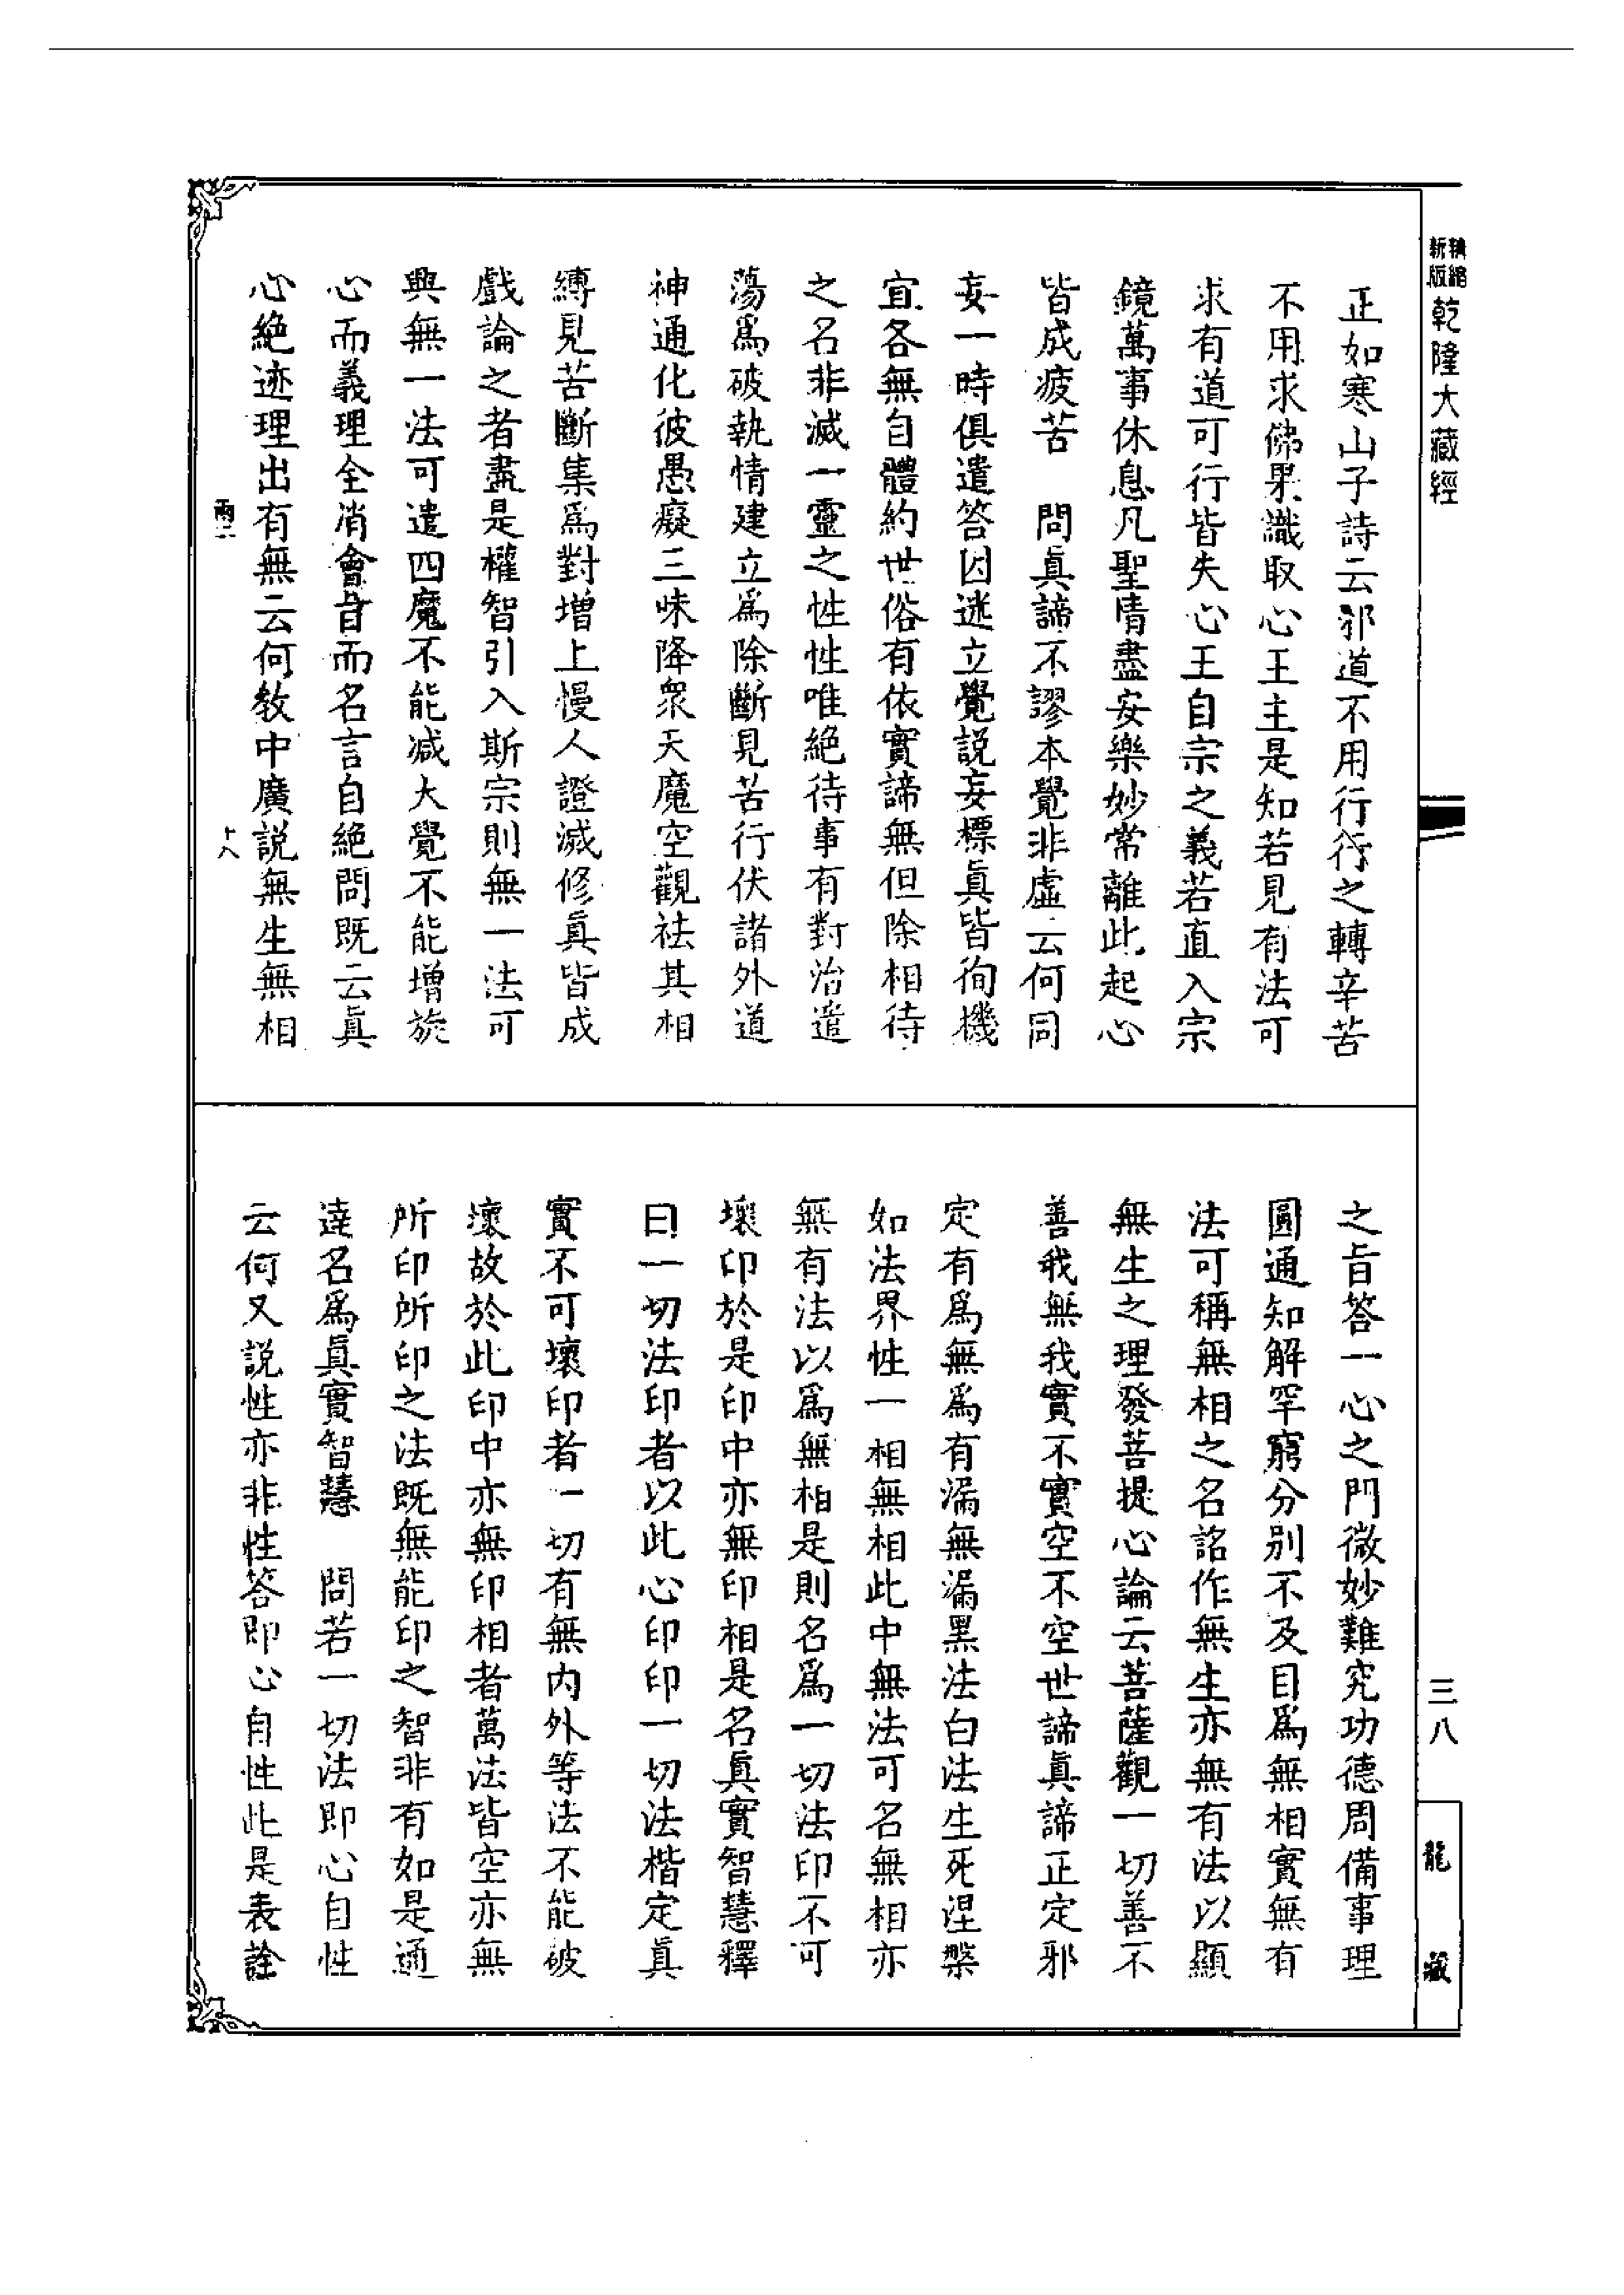 精縮新版
乾隆大藏經
正如寒山子詩云邪道不用行行之轉辛苦
不用求佛果識取心王主是知若見有法可
求有道可行皆失心王自宗之義若直入宗
鏡萬事休息凡聖情盡安樂妙常離此起心
皆成疲苦　問眞諦不謬本覺非虛云何同
妄一時俱遣答因迷立覺說妄標眞皆徇機
宜各無自體約世俗有依實諦無但除相待
之名非滅一靈之性性唯絶待事有對治遣
蕩爲破執情建立爲除斷見苦行伏諸外道
神通化彼愚癡三昧降衆天魔空觀祛其相
縛見苦斷集爲對增上慢人證滅修眞皆成
戲論之者盡是權智引入斯宗則無一法可
興無一法可遣四魔不能減大覺不能增旋
心而義理全消會旨而名言自絶問既云眞
心絶迹理出有無云何教中廣說無生無相
雨二
十八
之旨答一心之門微妙難究功德周備事理
圓通知解罕窮分别不及目爲無相實無有
法可稱無相之名詺作無生亦無有法以顯
無生之理發菩提心論云菩薩觀一切善不
善我無我實不實空不空世諦眞諦正定邪
定有爲無爲有漏無漏黑法白法生死涅槃
如法界性一相無相此中無法可名無相亦
無有法以爲無相是則名爲一切法印不可
壞印於是印中亦無印相是名眞實智慧釋
曰一切法印者以此心印印一切法楷定眞
實不可壞印者一切有無内外等法不能破
壞故於此印中亦無印相者萬法皆空亦無
所印所印之法既無能印之智非有如是通
達名爲眞實智慧　問若一切法即心自性
云何又說性亦非性答即心自性此是表詮
三八
龍藏